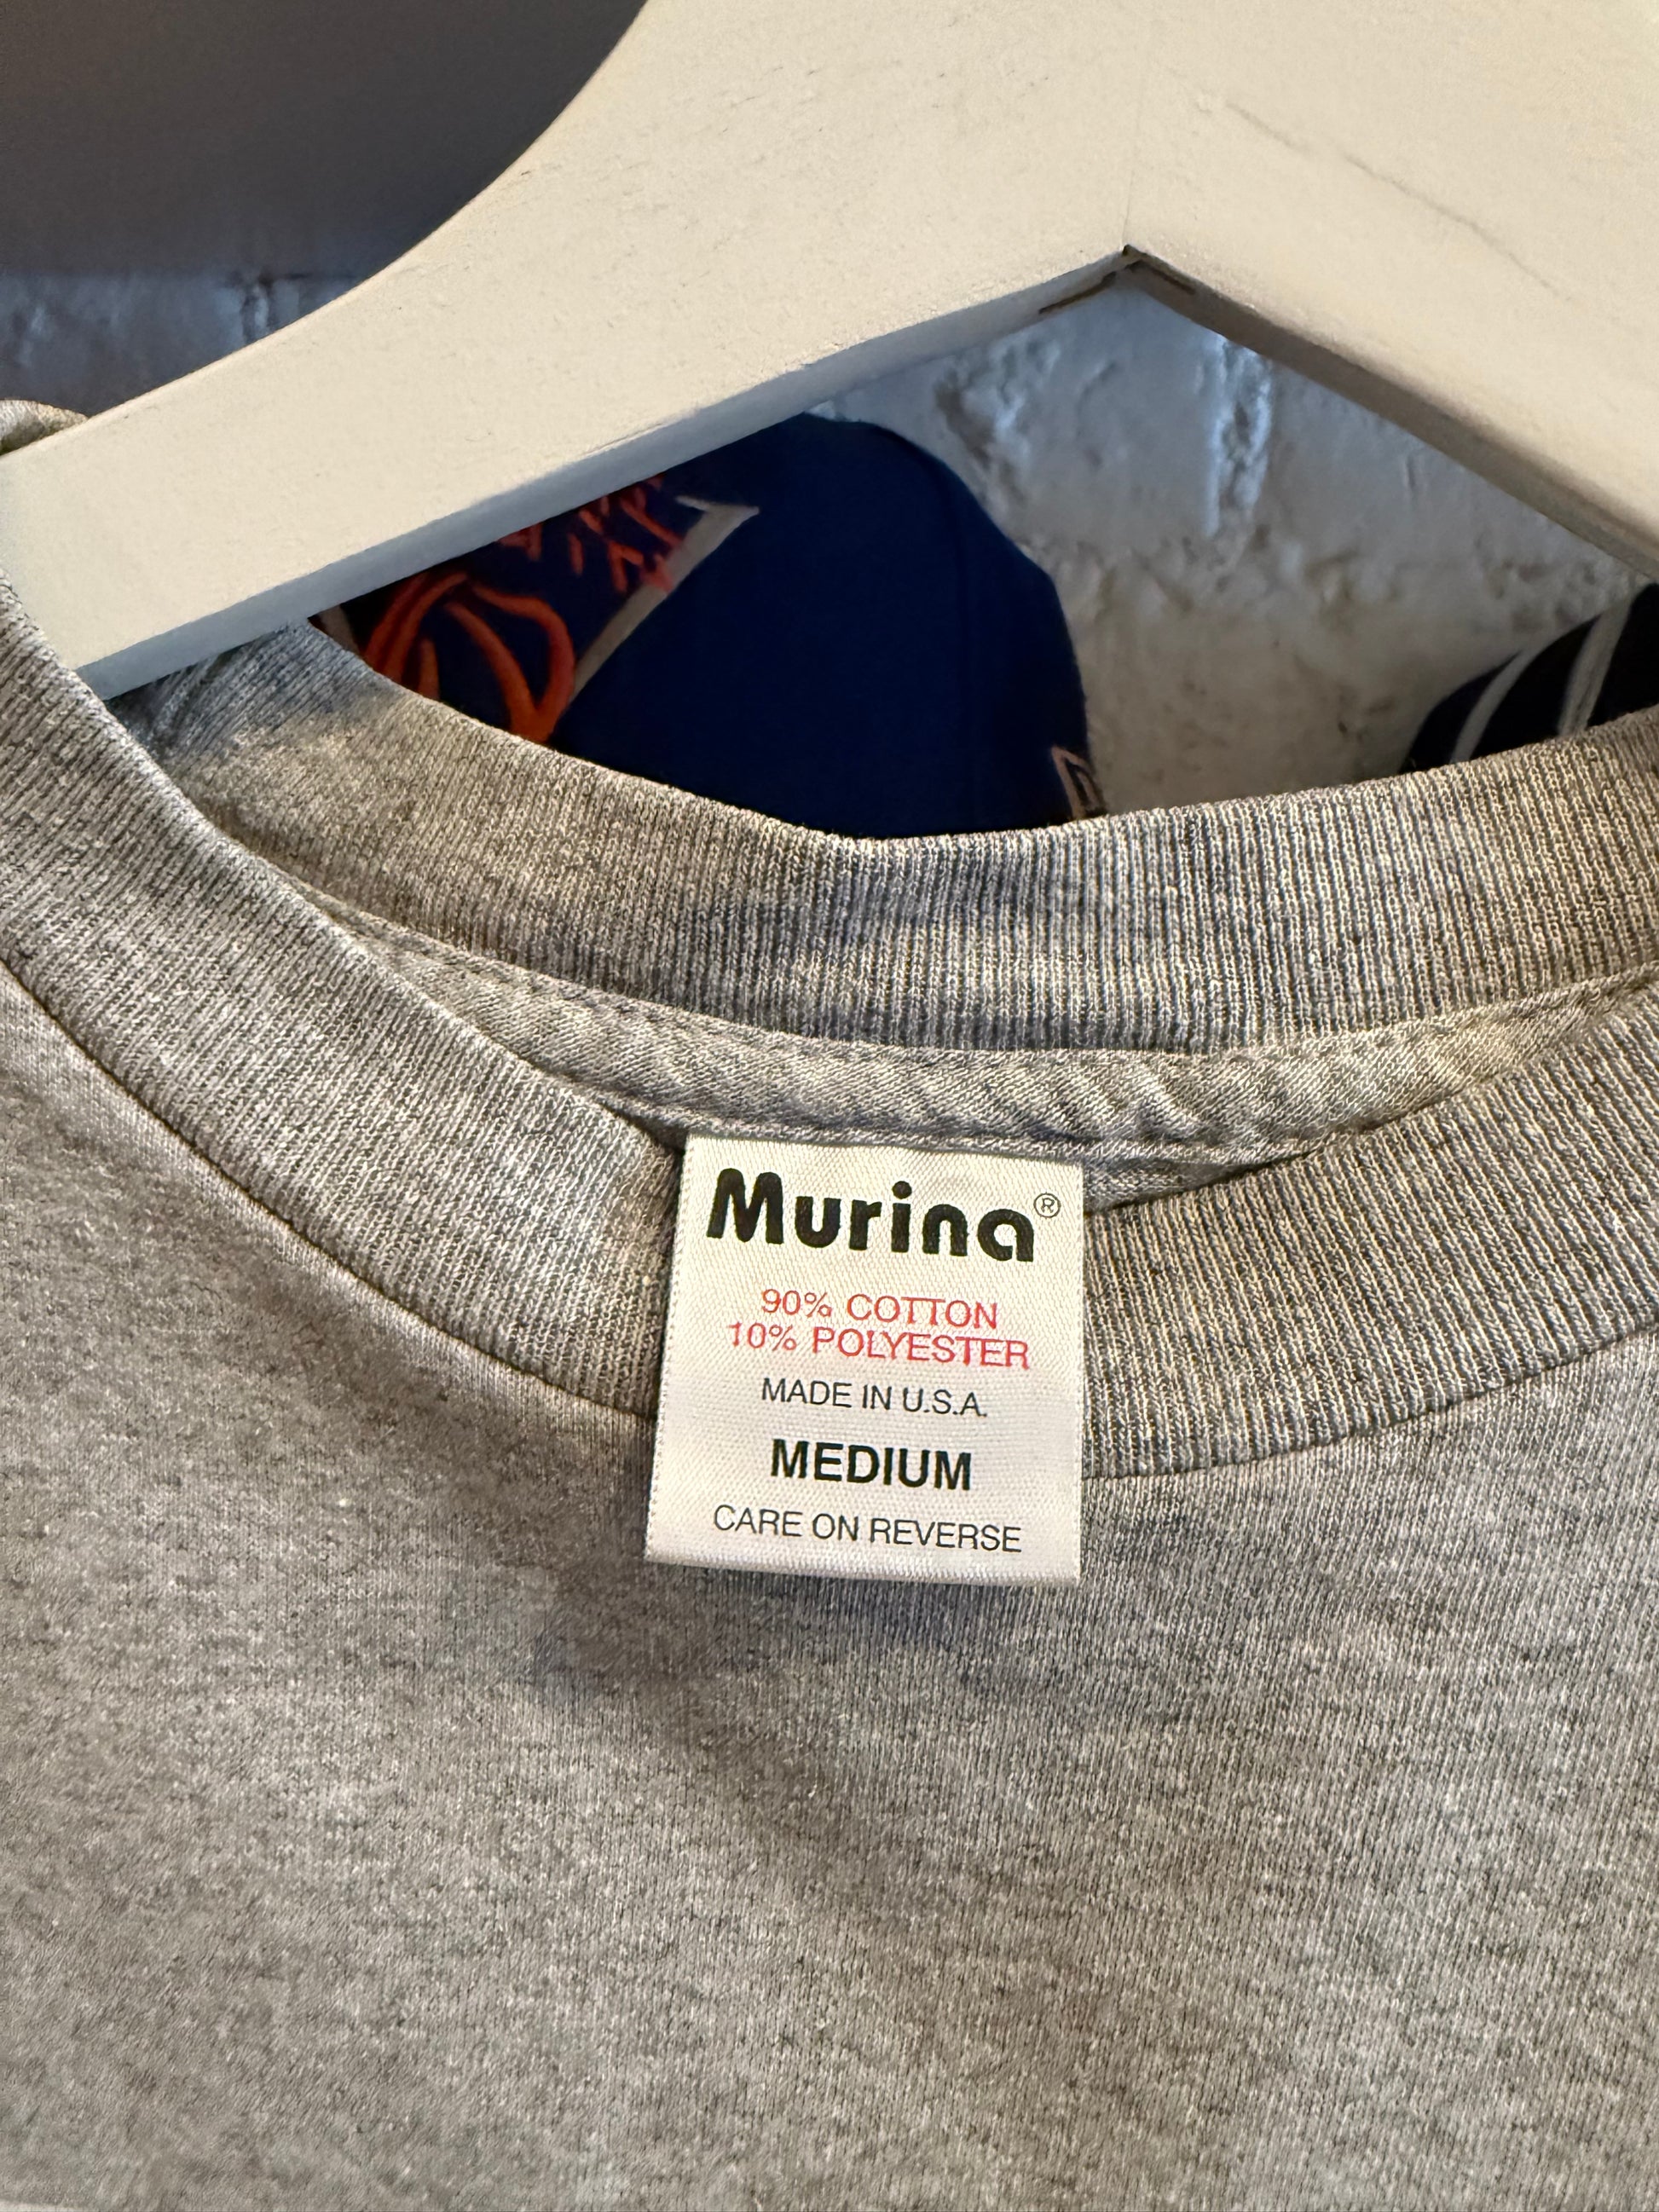 Murina®
90% COTTON
10% POLYESTER
MADE IN U.S.A.
MEDIUM
CARE ON REVERSE